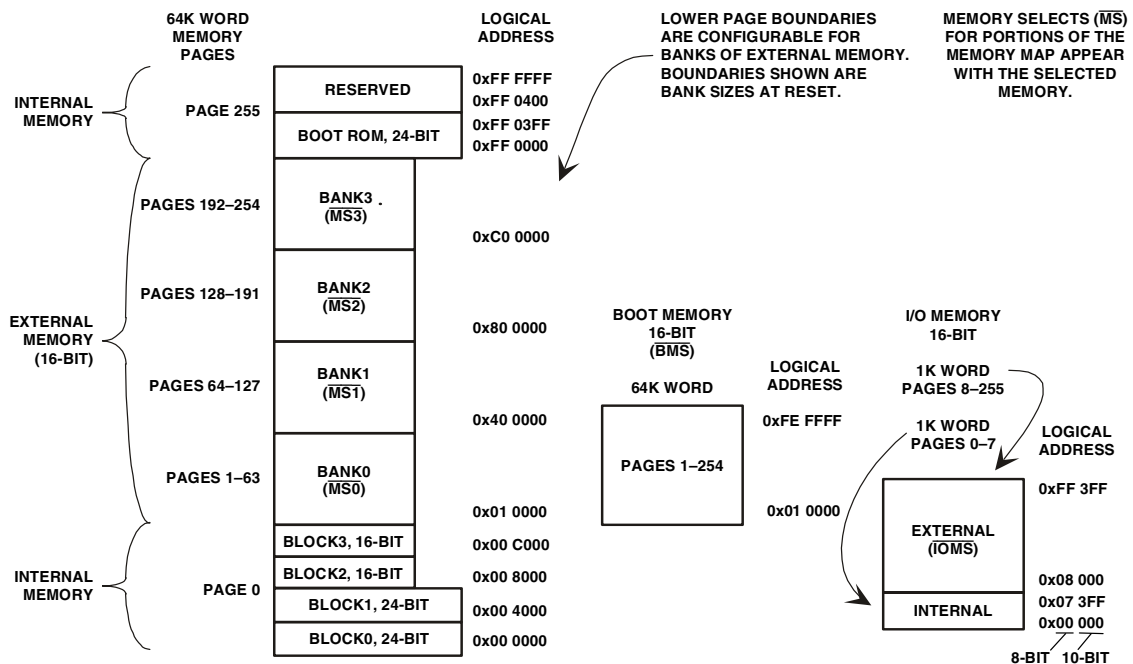 64K WORD
MEMORY
PAGES
LOGICAL
ADDRESS
LOWER PAGE BOUNDARIES
ARE CONFIGURABLE FOR
BANKS OF EXTERNAL MEMORY.
BOUNDARIES SHOWN ARE
BANK SIZES AT RESET.
MEMORY SELECTS (MS)
FOR PORTIONS OF THE
MEMORY MAP APPEAR
WITH THE SELECTED
MEMORY.
INTERNAL
MEMORY
PAGE 255
RESERVED
0xFF FFFF
0xFF 0400
BOOT ROM, 24-BIT
0xFF 03FF
0xFF 0000
EXTERNAL
MEMORY
(16-BIT)
PAGES 192–254
BANK3 .
(MS3)
0xC0 0000
PAGES 128–191
BANK2
(MS2)
0x80 0000
PAGES 64–127
BANK1
(MS1)
0x40 0000
PAGES 1–63
BANK0
(MS0)
0x01 0000
INTERNAL
MEMORY
PAGE 0
BLOCK3, 16-BIT
0x00 C000
BLOCK2, 16-BIT
0x00 8000
BLOCK1, 24-BIT
0x00 4000
BLOCK0, 24-BIT
0x00 0000
BOOT MEMORY
16-BIT
(BMS)
64K WORD
LOGICAL
ADDRESS
0xFE FFFF
PAGES 1–254
0x01 0000
I/O MEMORY
16-BIT
1K WORD
PAGES 8–255
1K WORD
PAGES 0–7
LOGICAL
ADDRESS
0xFF 3FF
EXTERNAL
(IOMS)
0x08 000
INTERNAL
0x07 3FF
0x00 000
8-BIT 10-BIT